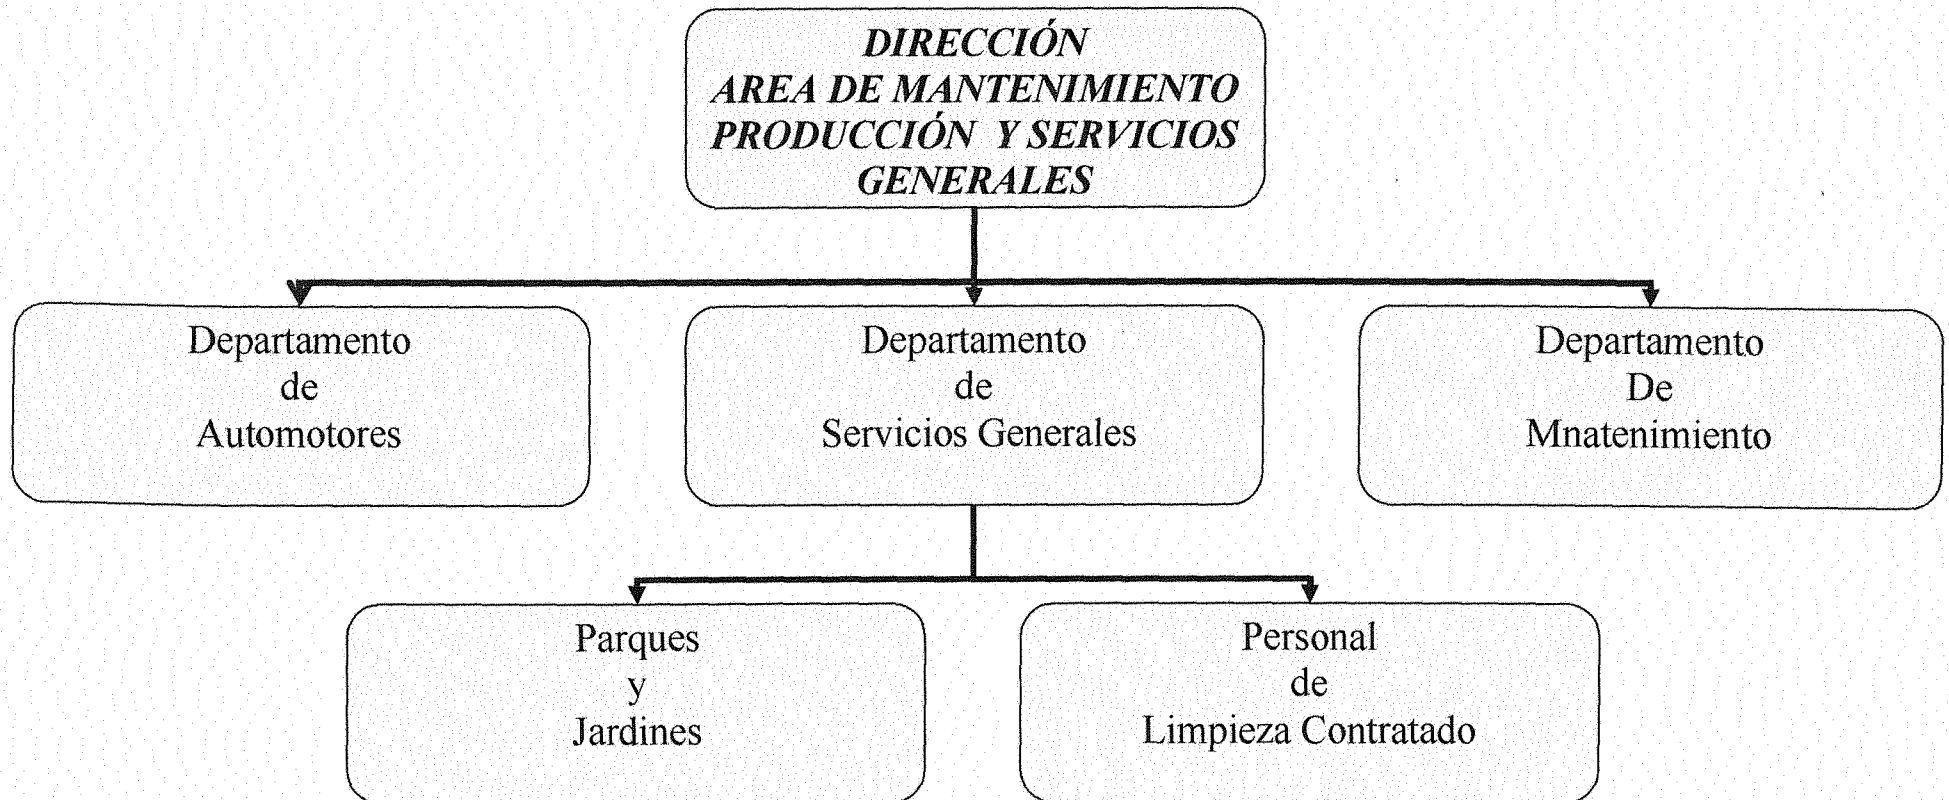 DIRECCIÓN
AREA DE MANTENIMIENTO
PRODUCCIÓN Y SERVICIOS
GENERALES
Departamento
de
Automotores
Departamento
de
Servicios Generales
Departamento
De
Mnatenimiento
Parques
y
Jardines
Personal
de
Limpieza Contratado